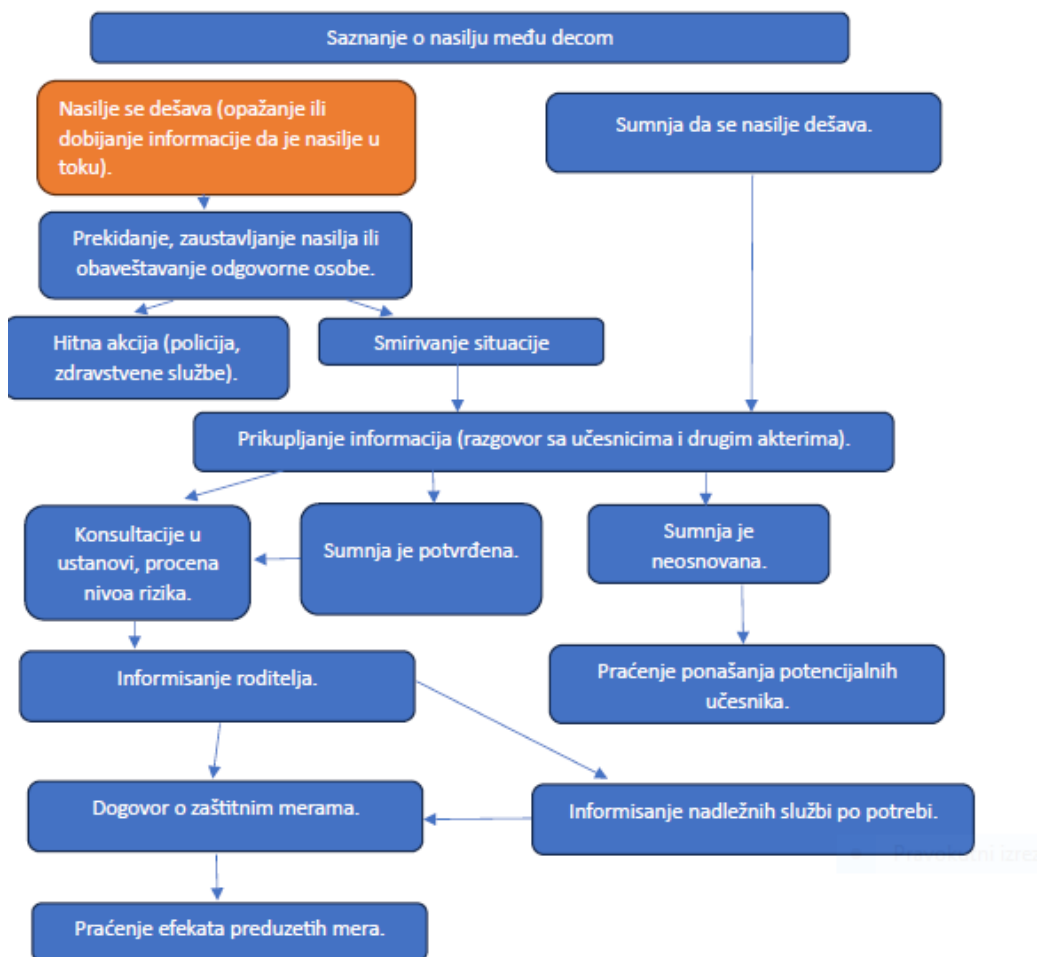 Saznanje o nasilju među decom
Nasilje se dešava (opažanje ili
dobijanje informacije da je nasilje u
toku).
Sumnja da se nasilje dešava.
Prekidanje, zaustavljanje nasilja ili
obaveštavanje odgovorne osobe.
Hitna akcija (policija,
zdravstvene službe).
Smirivanje situacije
Prikupljanje informacija (razgovor sa učesnicima i drugim akterima).
Konsultacije u
ustanovi, procena
nivoa rizika.
Sumnja je potvrđena.
Sumnja je
neosnovana.
Informisanje roditelja.
Praćenje ponašanja potencijalnih
učesnika.
Dogovor o zaštitnim merama.
Informisanje nadležnih službi po potrebi.
Pravokutni izrez
Praćenje efekata preduzetih mera.